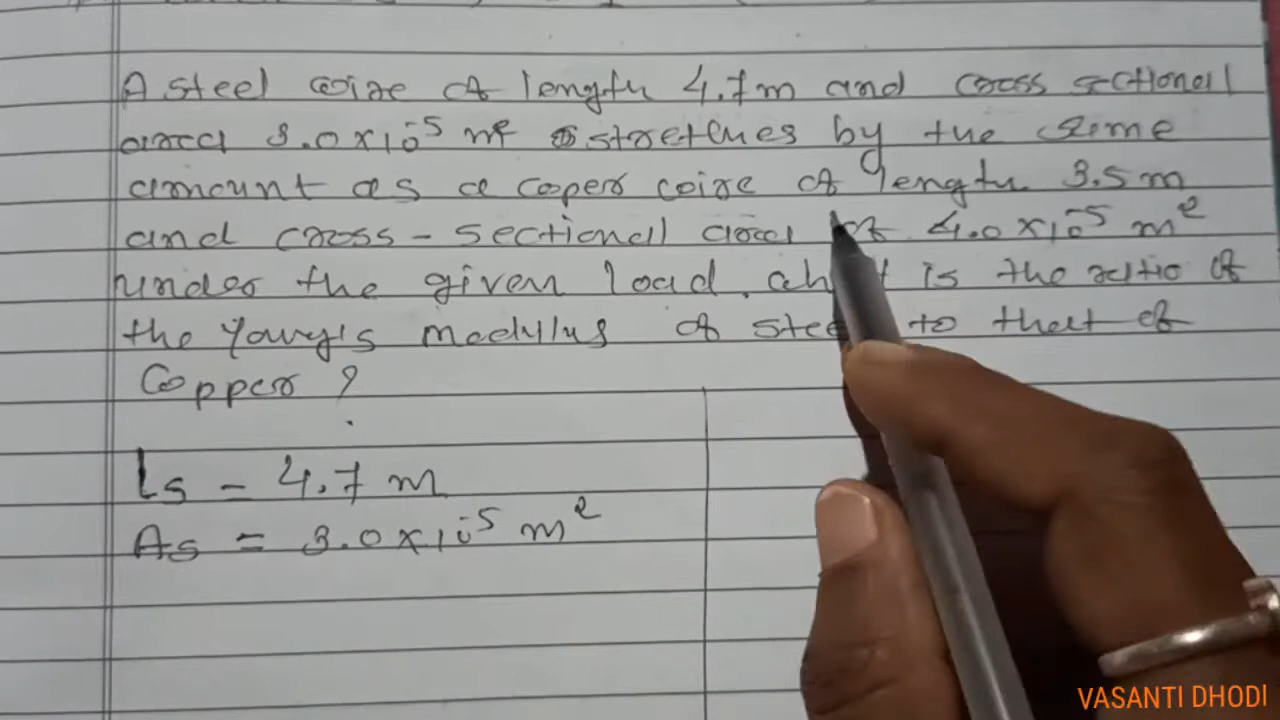 A steel wire of length 4.7m and cross sectional
area 3.0x10⁻⁵ m² stretches by the same
amount as a coper wire of length 3.5m
and cross-sectional area of 4.0x10⁻⁵ m²
under the given load. is the ratio of
the Young's modullus of to that of
Copper ?
Ls - 4.7 m
As = 3.0x10⁻⁵ m²
VASANTI DHODI